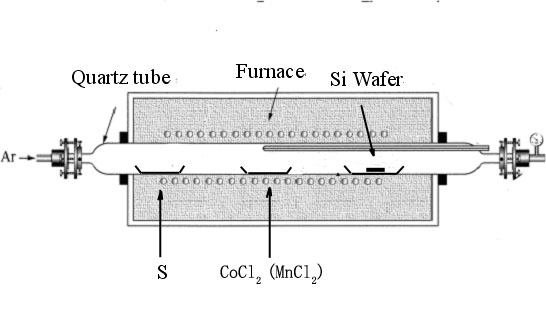 Quartz tube
Furnace
Si Wafer
Ar
S
CoCl₂ (MnCl₂)